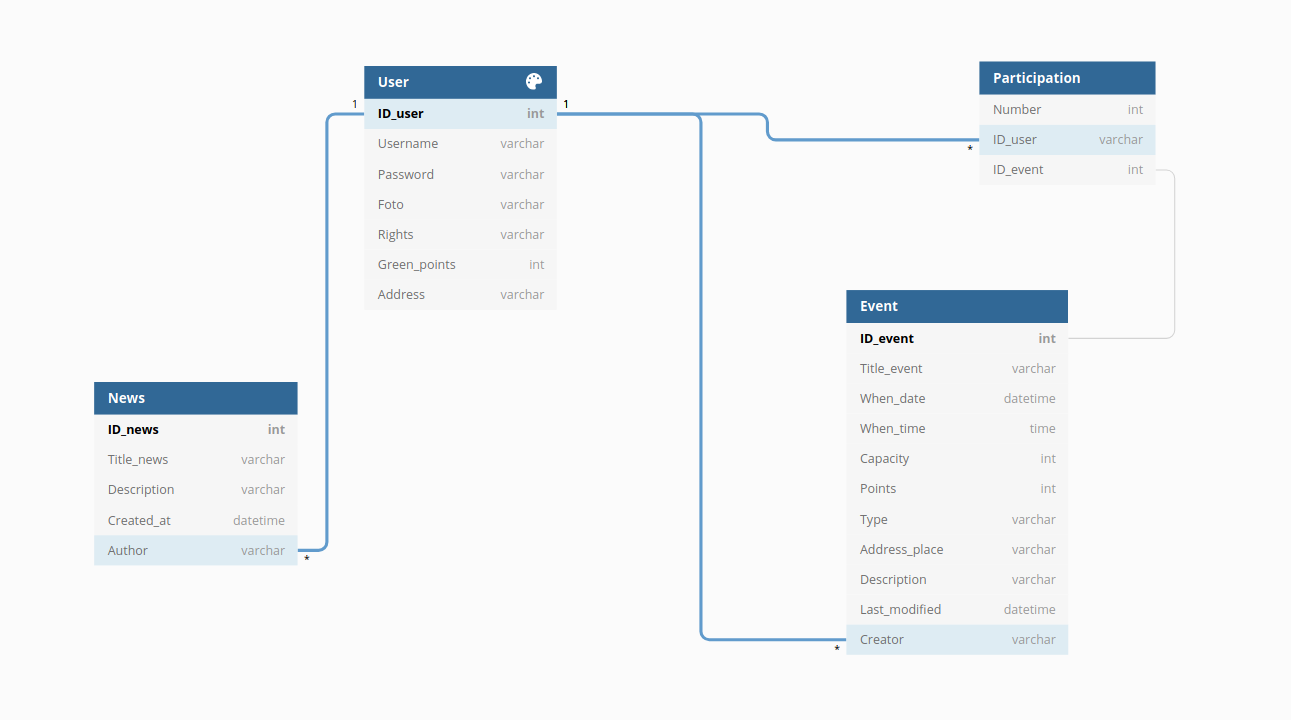 User
1
ID_user int
1
Username varchar
Password varchar
Foto varchar
Rights varchar
Green_points int
Address varchar
Participation
Number int
ID_user varchar
*
ID_event int
Event
ID_event int
Title_event varchar
When_date datetime
When_time time
Capacity int
Points int
Type varchar
Address_place varchar
Description varchar
Last_modified datetime
Creator varchar
*
News
ID_news int
Title_news varchar
Description varchar
Created_at datetime
Author varchar
*